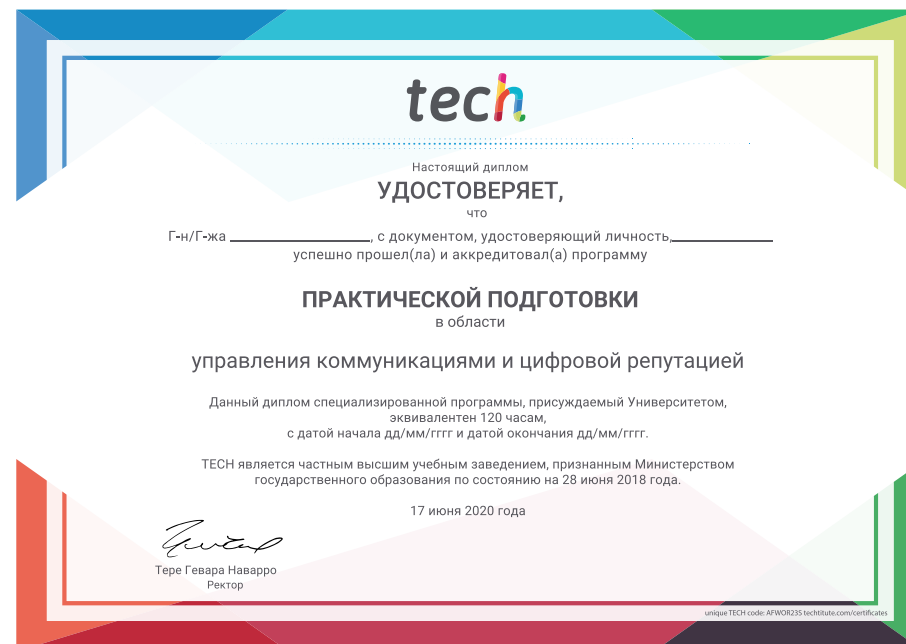 tech
Настоящий диплом
УДОСТОВЕРЯЕТ,
что
Г-н/Г-жа ____________, с документом, удостоверяющий личность,____________
успешно прошел(ла) и аккредитовал(а) программу
ПРАКТИЧЕСКОЙ ПОДГОТОВКИ
в области
управления коммуникациями и цифровой репутацией
Данный диплом специализированной программы, присуждаемый Университетом,
эквивалентен 120 часам,
с датой начала дд/мм/гггг и датой окончания дд/мм/гггг.
TECH является частным высшим учебным заведением, признанным Министерством
государственного образования по состоянию на 28 июня 2018 года.
17 июня 2020 года
Тере Гевара Наварро
Ректор
unique TECH code: AFWOR23S techtitute.com/certificates